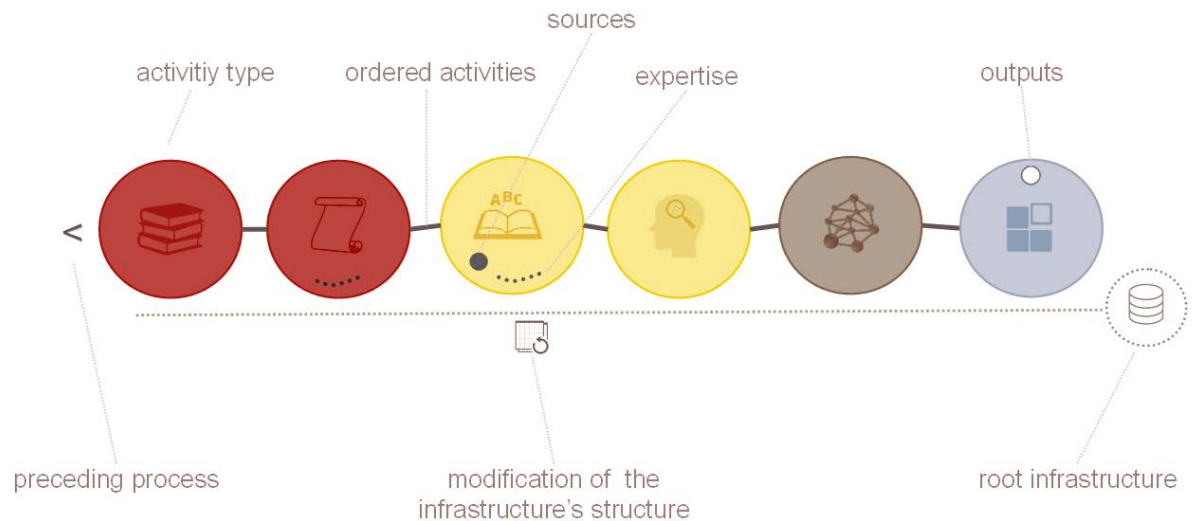 sources
activitiy type
ordered activities
expertise
outputs
<
ABC
preceding process
modification of the
infrastructure's structure
root infrastructure